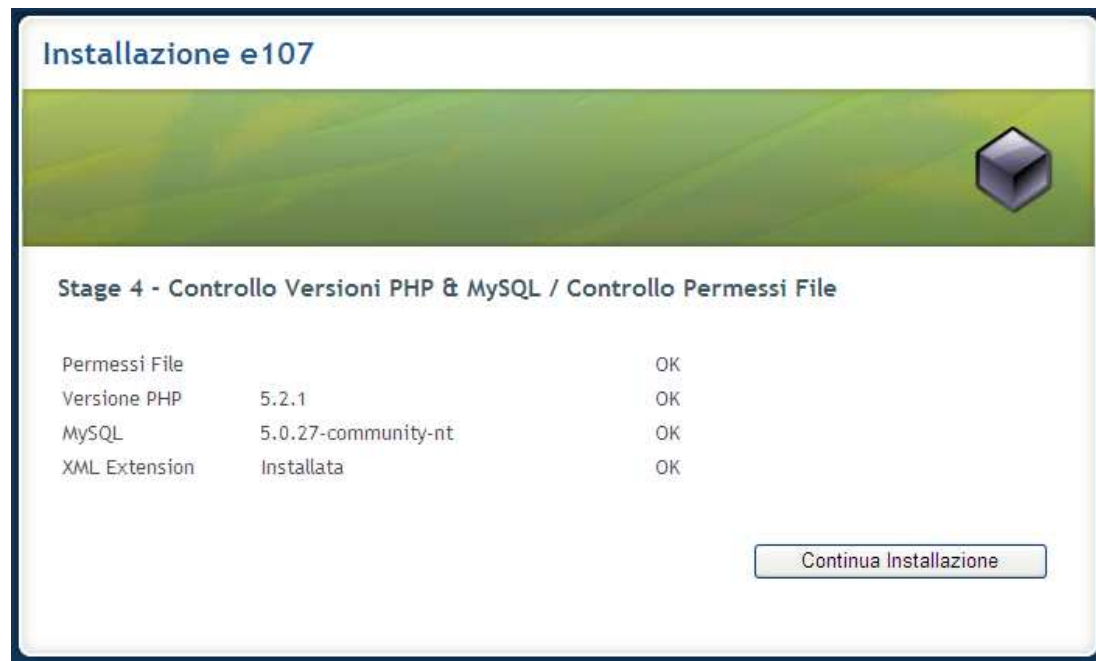 Installazione e107
Stage 4 - Controllo Versioni PHP & MySQL / Controllo Permessi File
Permessi File OK
Versione PHP 5.2.1 OK
MySQL 5.0.27-community-nt OK
XML Extension Installata OK
Continua Installazione